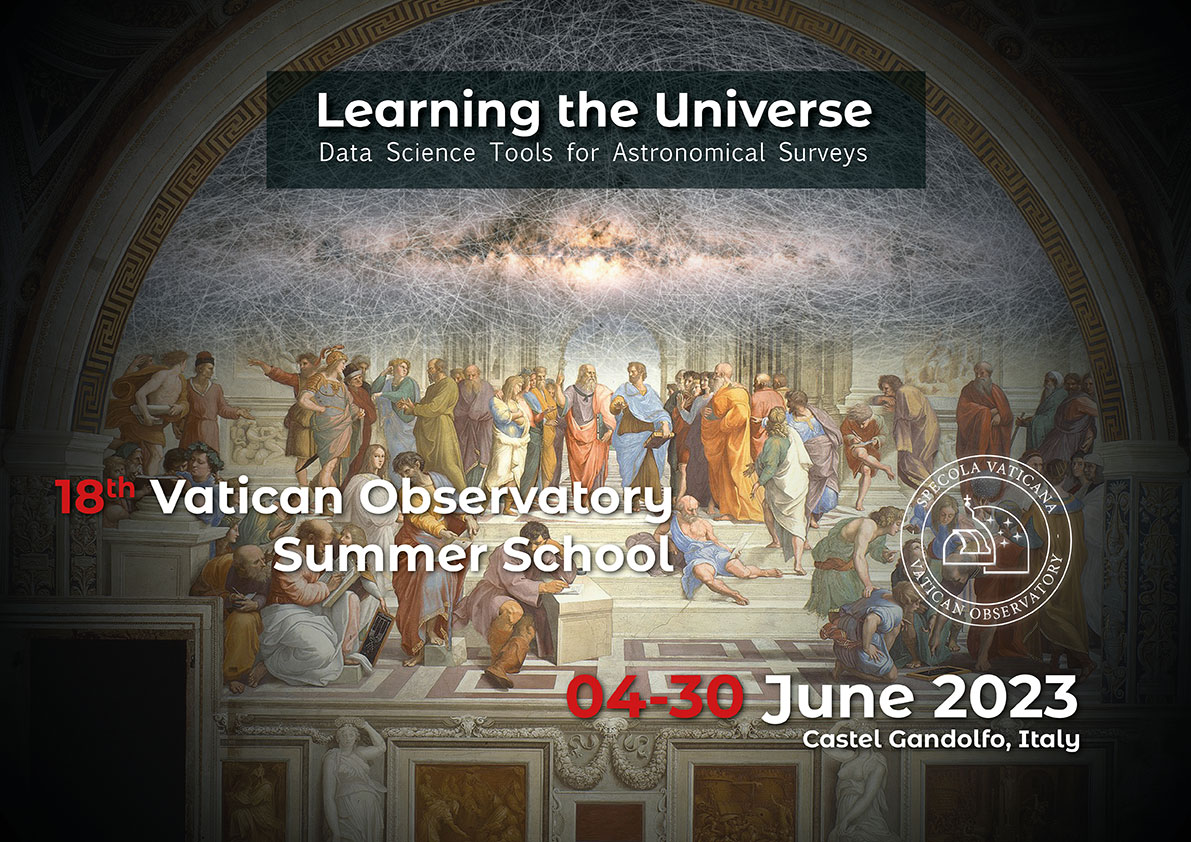 Learning the Universe
Data Science Tools for Astronomical Surveys
18th Vatican Observatory
Summer School
SPECOLA VATICANA
VATICAN OBSERVATORY
04-30 June 2023
Castel Gandolfo, Italy